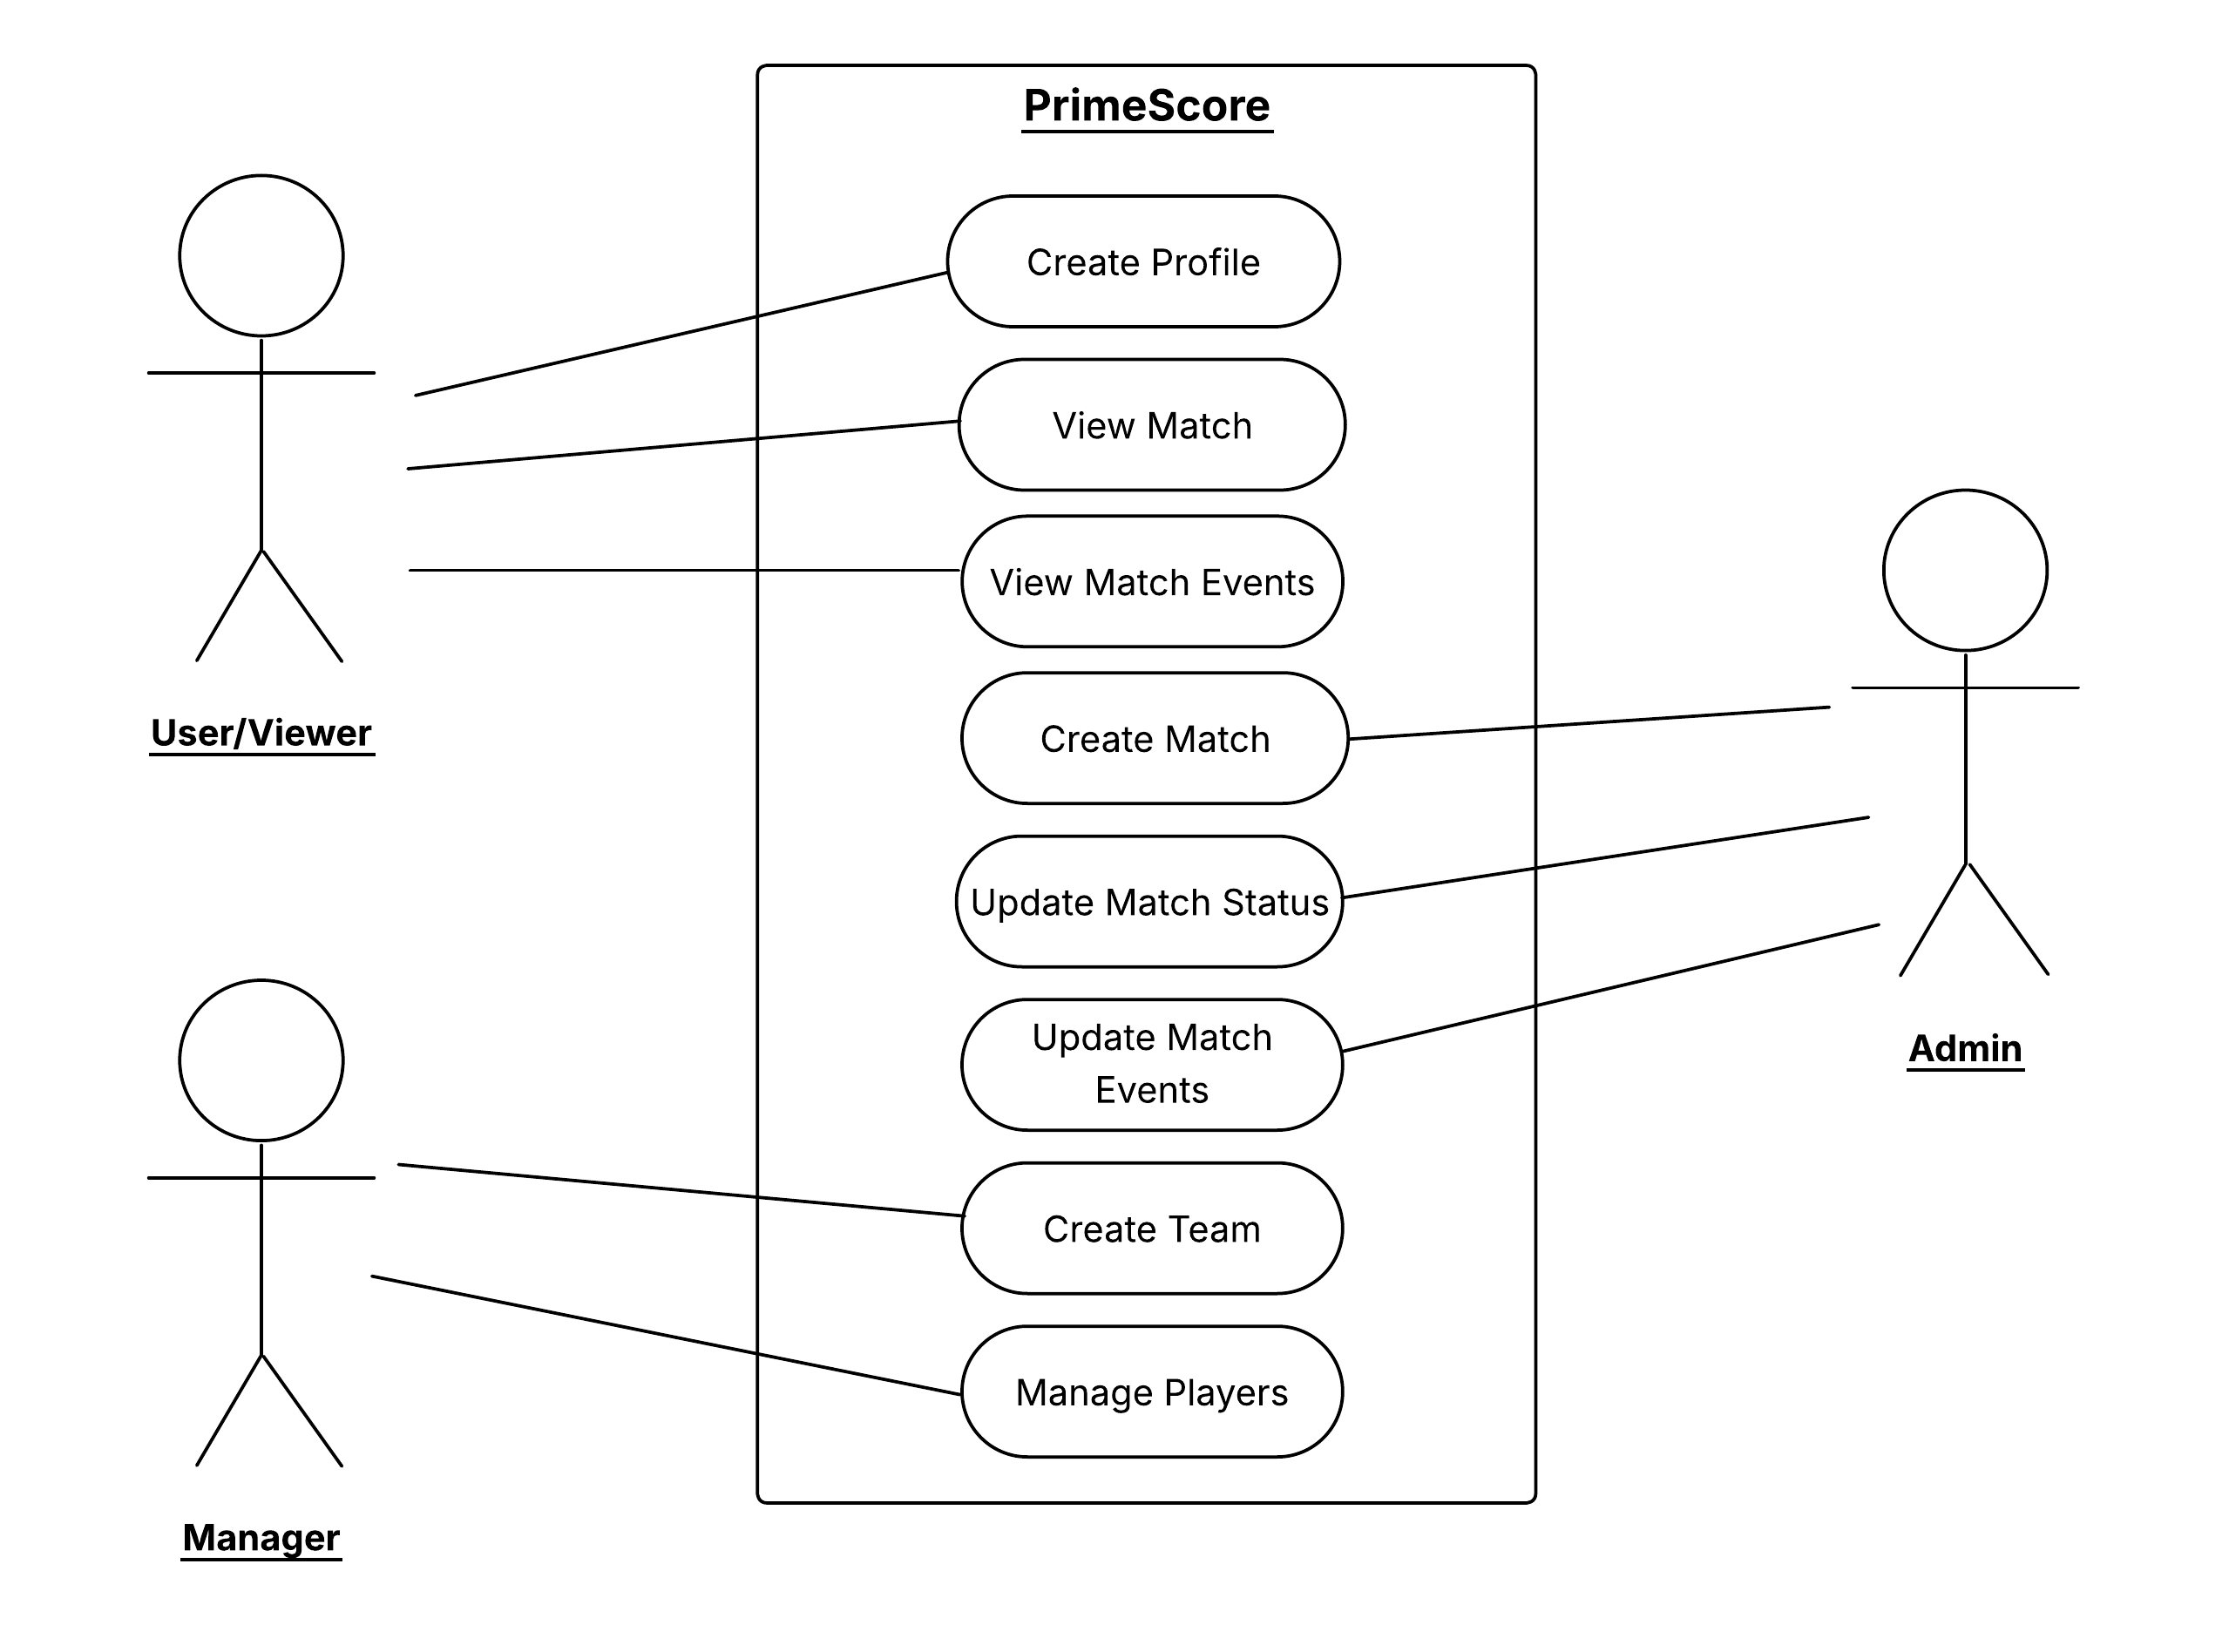 PrimeScore
Create Profile
View Match
View Match Events
User/Viewer
Create Match
Update Match Status
Update Match
Events
Admin
Create Team
Manage Players
Manager